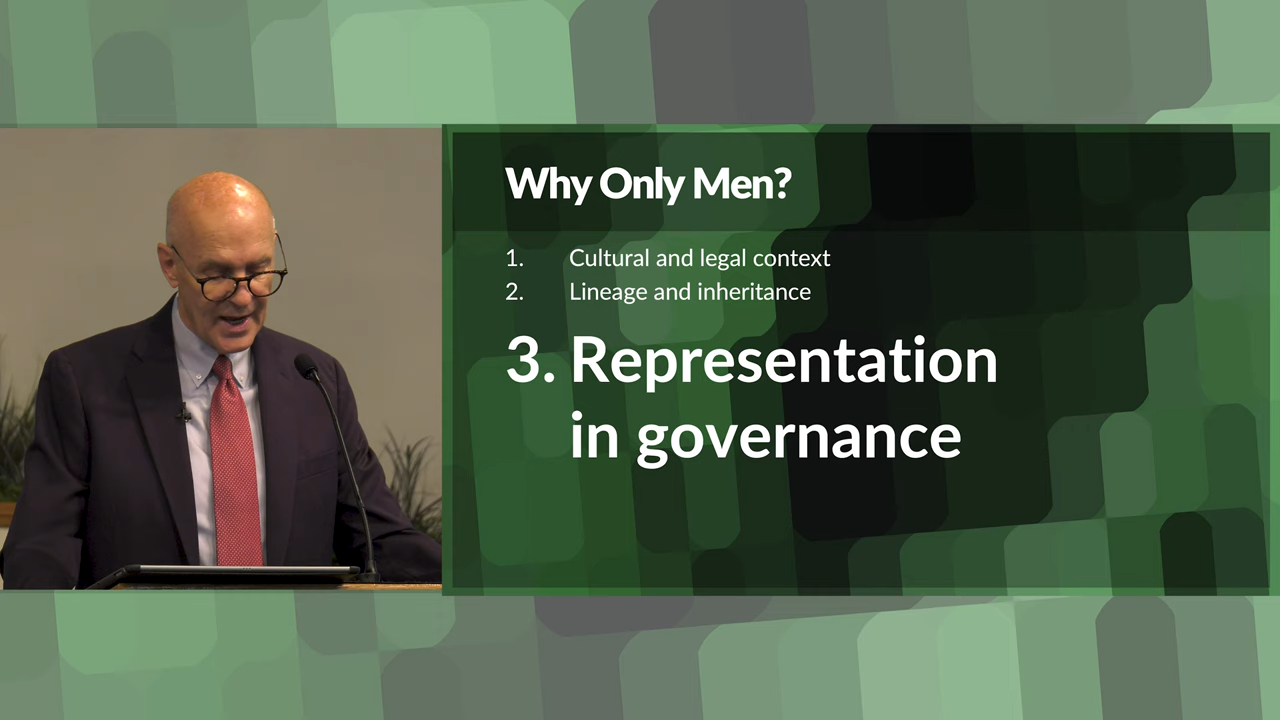 Why Only Men?
1. Cultural and legal context
2. Lineage and inheritance
3. Representation
in governance